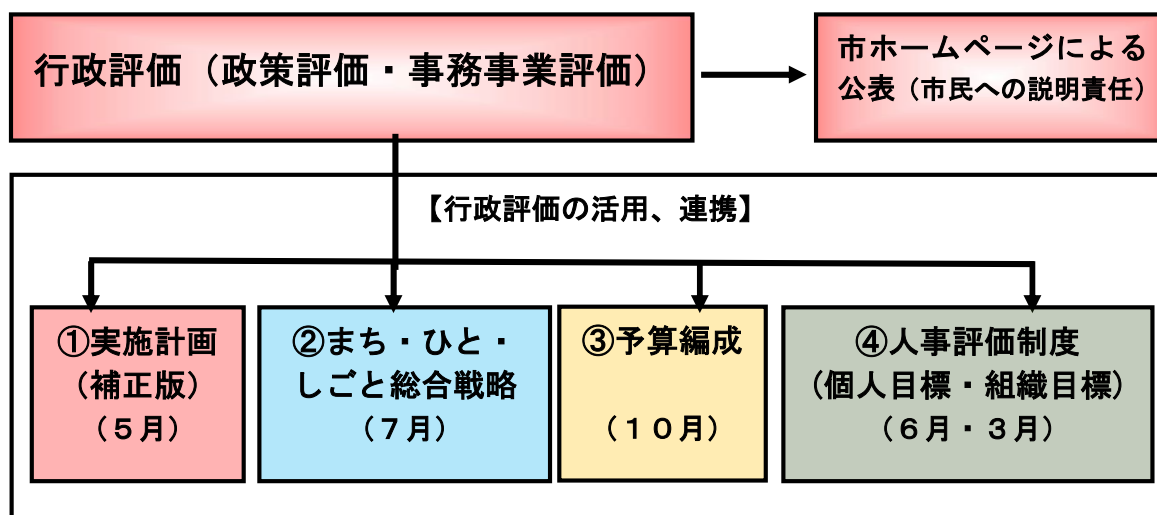 行政評価（政策評価・事務事業評価）
市ホームページによる
公表（市民への説明責任）
【行政評価の活用、連携】
①実施計画
（補正版）
（５月）
②まち・ひと・
しごと総合戦略
（７月）
③予算編成
（１０月）
④人事評価制度
（個人目標・組織目標）
（６月・３月）